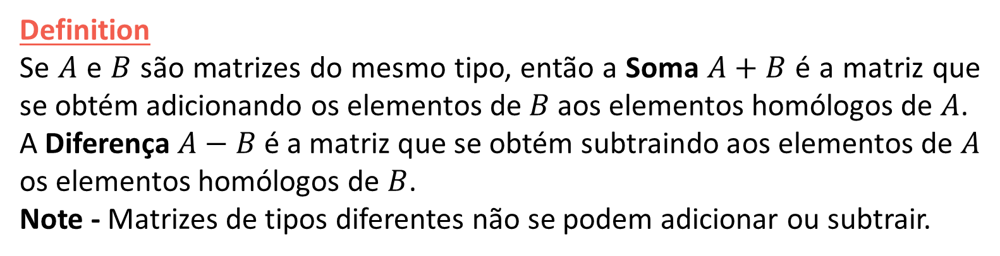 Definition
Se A e B são matrizes do mesmo tipo, então a Soma A + B é a matriz que
se obtém adicionando os elementos de B aos elementos homólogos de A.
A Diferença A − B é a matriz que se obtém subtraindo aos elementos de A
os elementos homólogos de B.
Note - Matrizes de tipos diferentes não se podem adicionar ou subtrair.